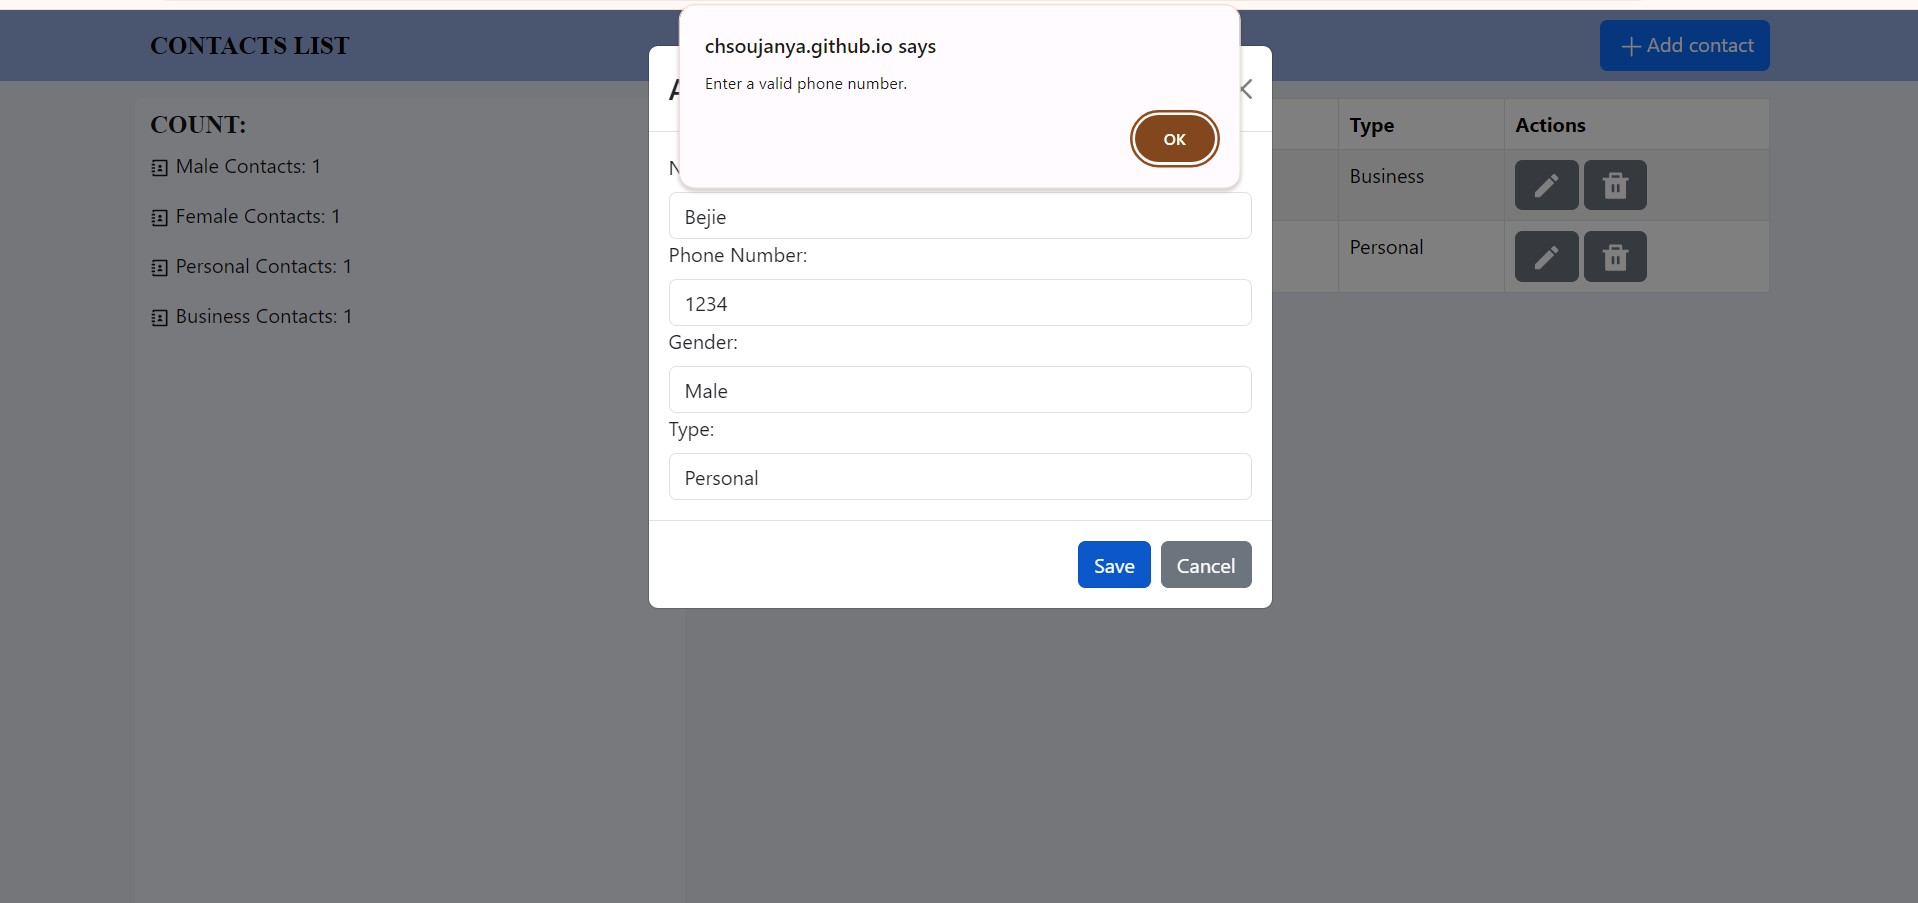 CONTACTS LIST
Add contact
chsoujanya.github.io says
Enter a valid phone number.
OK
COUNT:
Male Contacts: 1
Female Contacts: 1
Personal Contacts: 1
Business Contacts: 1
Bejie
Phone Number:
1234
Gender:
Male
Type:
Personal
Save
Cancel
Type
Actions
Business
Personal